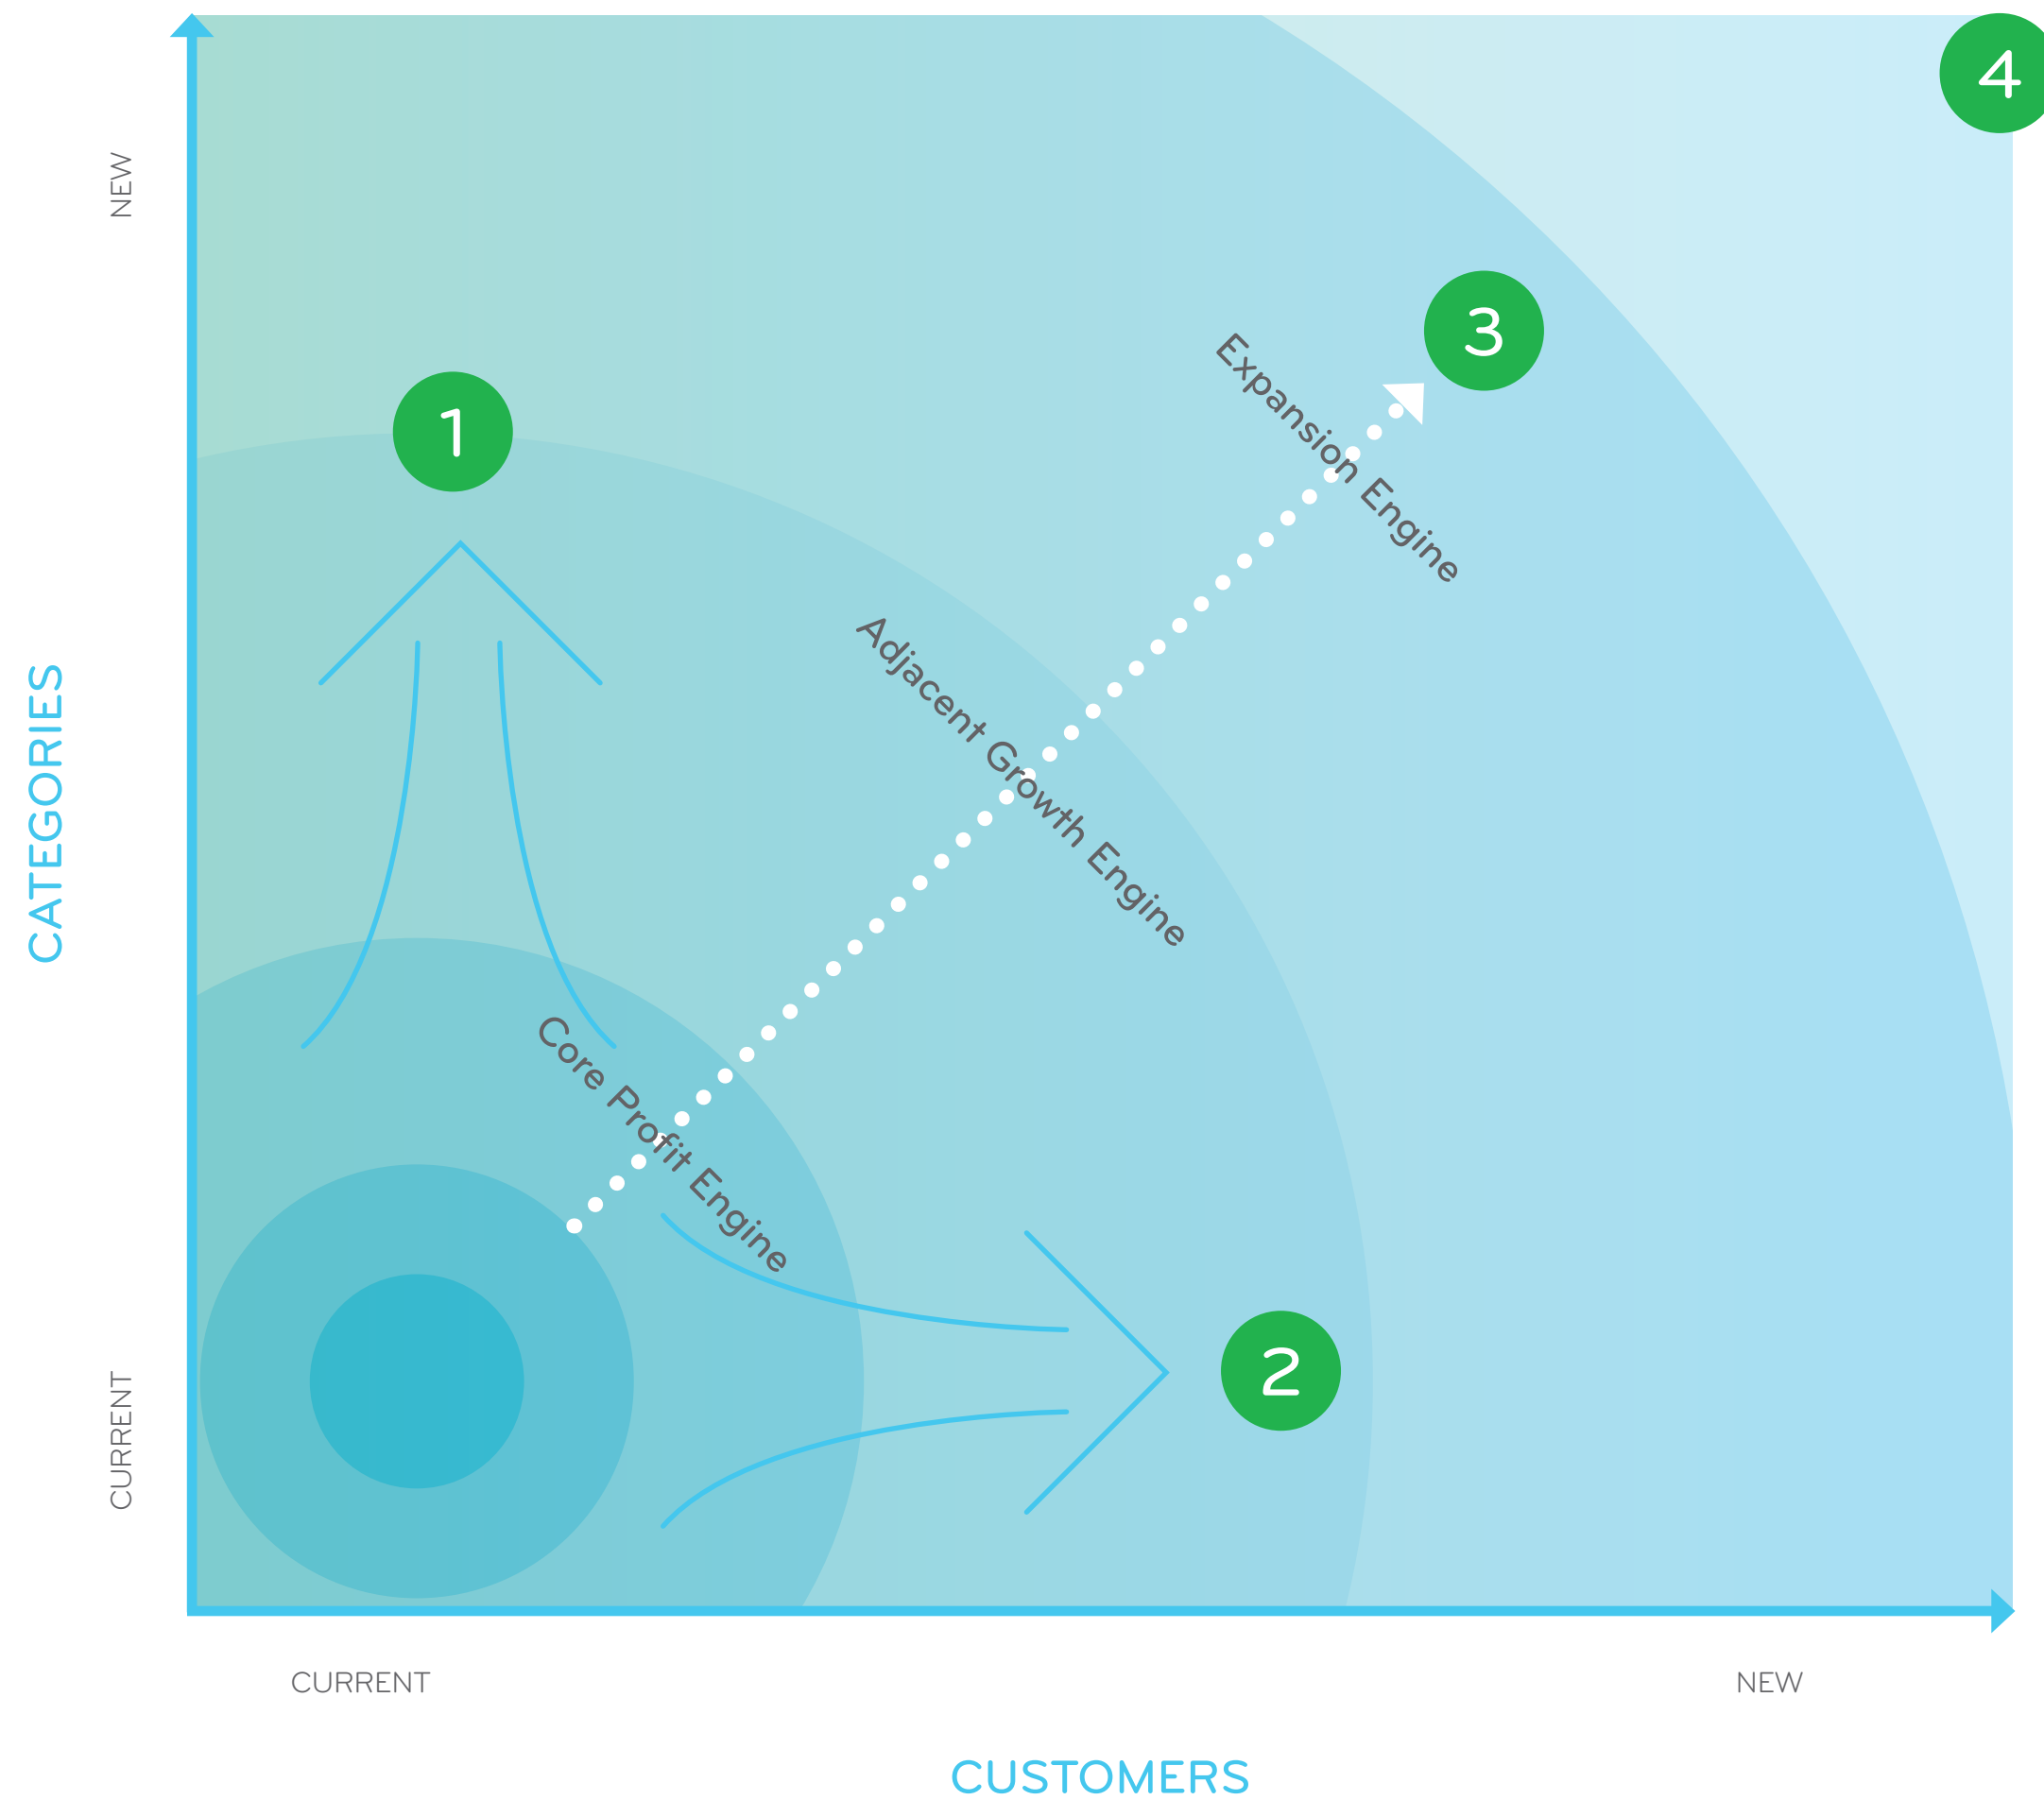 4
NEW
3
Expansion Engine
1
Adjacent Growth Engine
CATEGORIES
Core Profit Engine
2
CURRENT
CURRENT
NEW
CUSTOMERS